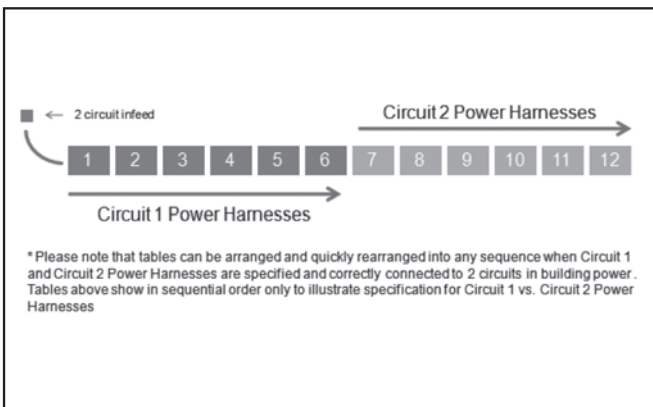 2 circuit infeed
Circuit 2 Power Harnesses
1 2 3 4 5 6 7 8 9 10 11 12
Circuit 1 Power Harnesses
* Please note that tables can be arranged and quickly rearranged into any sequence when Circuit 1
and Circuit 2 Power Harnesses are specified and correctly connected to 2 circuits in building power.
Tables above show in sequential order only to illustrate specification for Circuit 1 vs. Circuit 2 Power
Harnesses